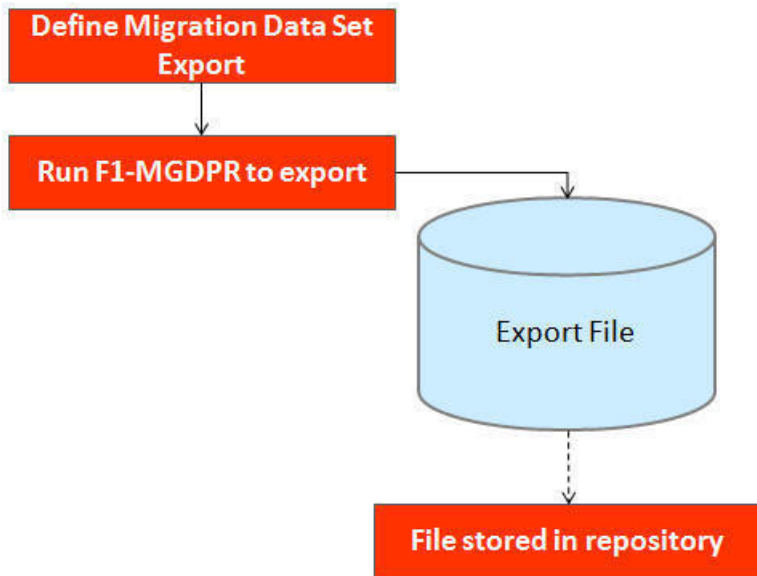 Define Migration Data Set
Export
Run F1-MGDPR to export
Export File
File stored in repository